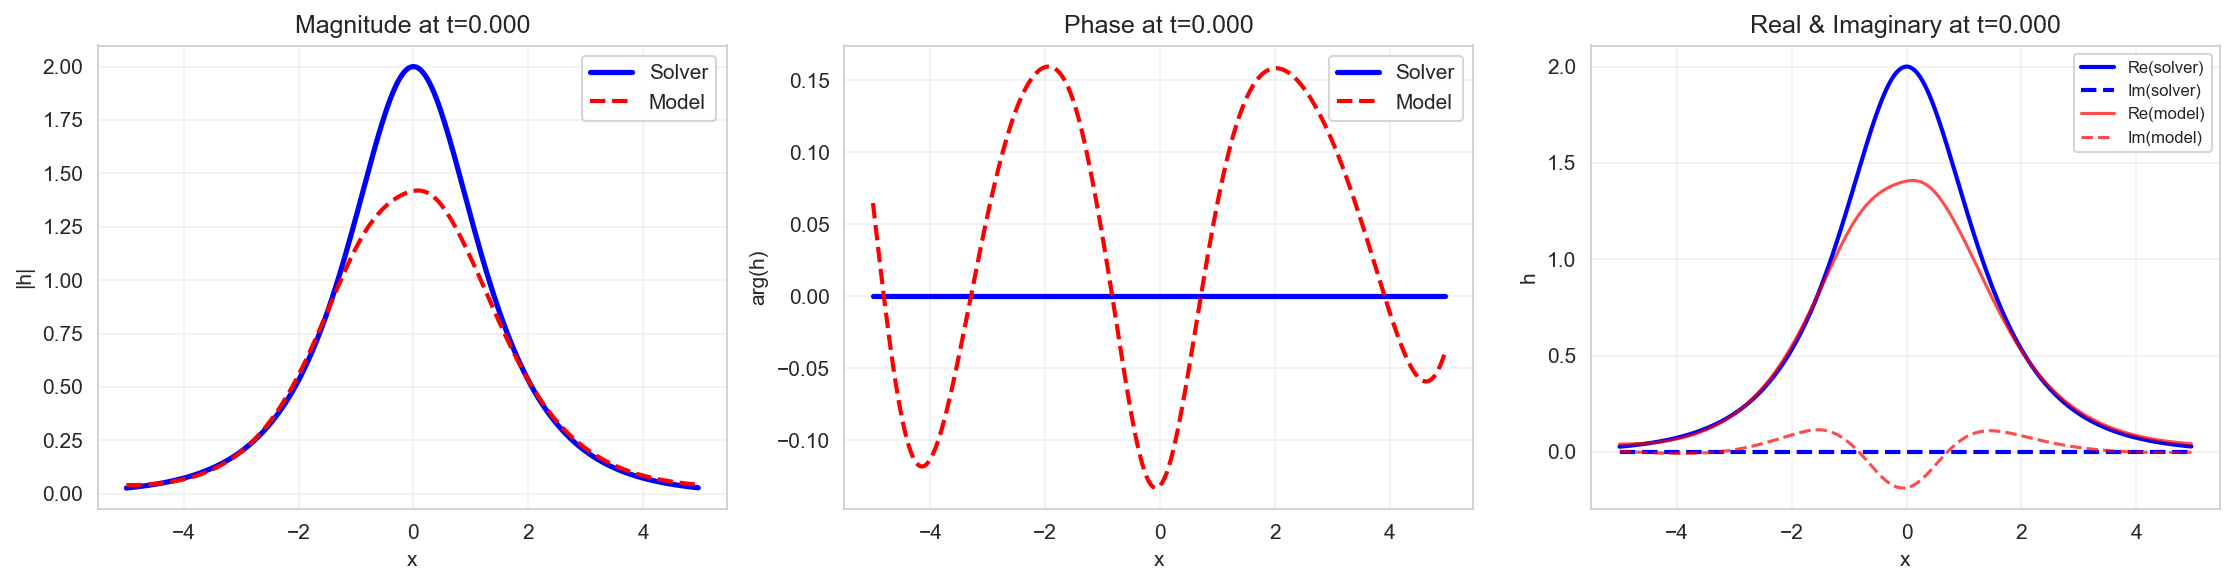 Magnitude at t=0.000
2.00
1.75
1.50
1.25
1.00
0.75
0.50
0.25
0.00
|h|
−4
−2
0
2
4
x
Solver
Model
Phase at t=0.000
0.15
0.10
0.05
0.00
−0.05
−0.10
arg(h)
−4
−2
0
2
4
x
Solver
Model
Real & Imaginary at t=0.000
2.0
1.5
1.0
0.5
0.0
h
−4
−2
0
2
4
x
Re(solver)
Im(solver)
Re(model)
Im(model)